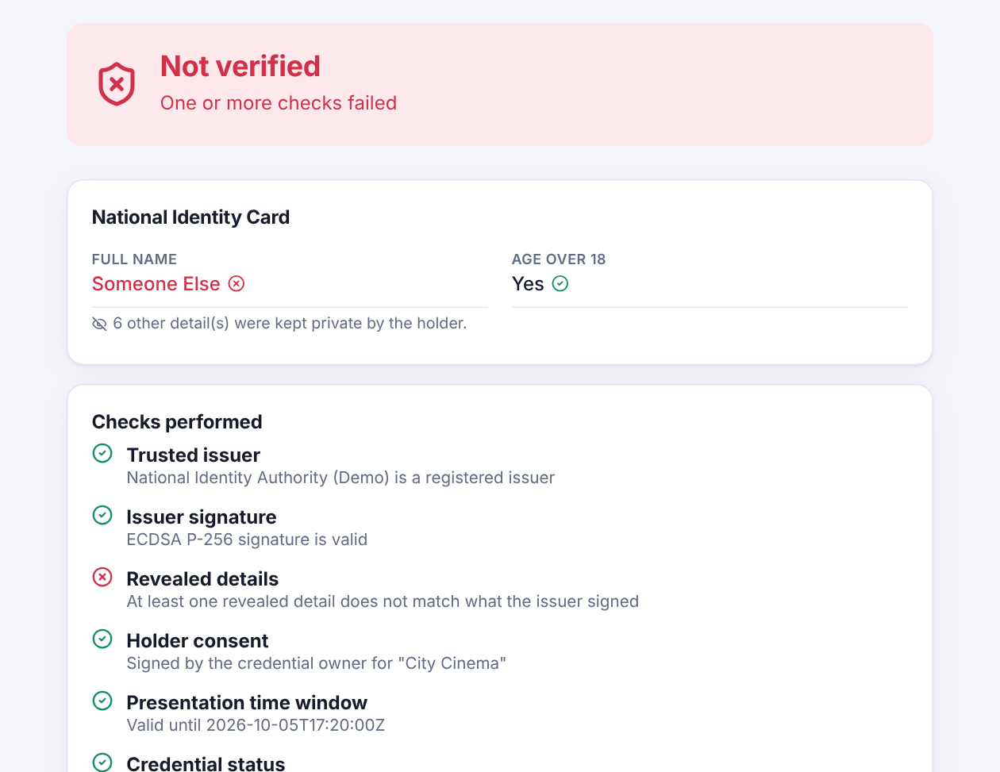 Not verified
One or more checks failed
National Identity Card
FULL NAME
Someone Else
AGE OVER 18
Yes
6 other detail(s) were kept private by the holder.
Checks performed
Trusted issuer
National Identity Authority (Demo) is a registered issuer
Issuer signature
ECDSA P-256 signature is valid
Revealed details
At least one revealed detail does not match what the issuer signed
Holder consent
Signed by the credential owner for "City Cinema"
Presentation time window
Valid until 2026-10-05T17:20:00Z
Credential status